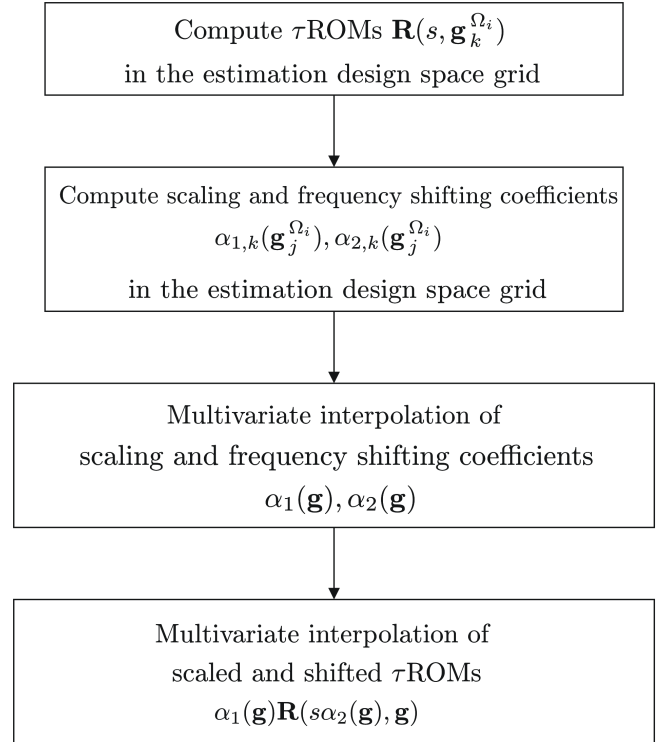 Compute τROMs R(s, g_k^{Ω_i})
in the estimation design space grid
Compute scaling and frequency shifting coefficients
α_{1,k}(g_j^{Ω_i}), α_{2,k}(g_j^{Ω_i})
in the estimation design space grid
Multivariate interpolation of
scaling and frequency shifting coefficients
α_1(g), α_2(g)
Multivariate interpolation of
scaled and shifted τROMs
α_1(g)R(sα_2(g), g)